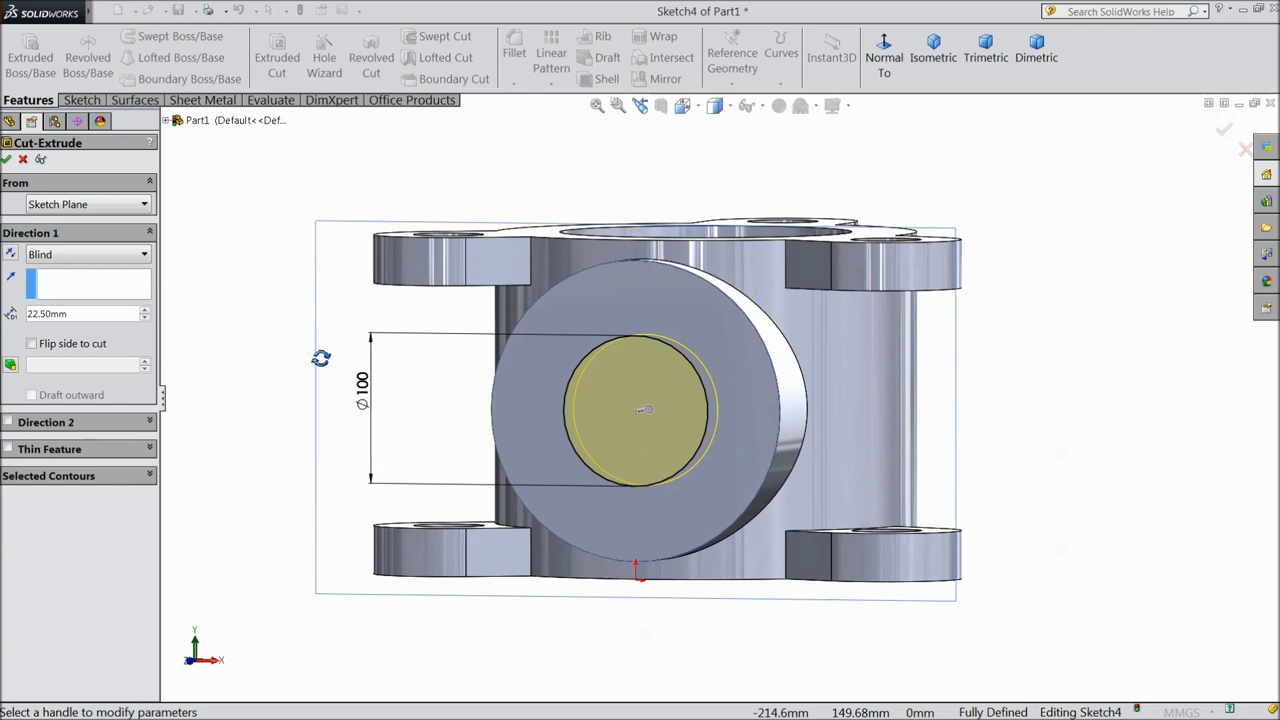 SOLIDWORKS
Sketch4 of Part1 *
Search SolidWorks Help
Extruded Boss/Base
Revolved Boss/Base
Swept Boss/Base
Lofted Boss/Base
Boundary Boss/Base
Extruded Cut
Hole Wizard
Revolved Cut
Swept Cut
Lofted Cut
Boundary Cut
Fillet
Linear Pattern
Rib
Draft
Shell
Wrap
Intersect
Mirror
Reference Geometry
Curves
Instant3D
Normal To
Isometric
Trimetric
Dimetric
Features Sketch Surfaces Sheet Metal Evaluate DimXpert Office Products
Part1 (Default<<Def...
Cut-Extrude
?
From
Sketch Plane
Direction 1
Blind
D1
22.50mm
Flip side to cut
Draft outward
Direction 2
Thin Feature
Selected Contours
Ø100
Y
Z
X
Select a handle to modify parameters
-214.6mm 149.68mm 0mm Fully Defined Editing Sketch4 MMGS